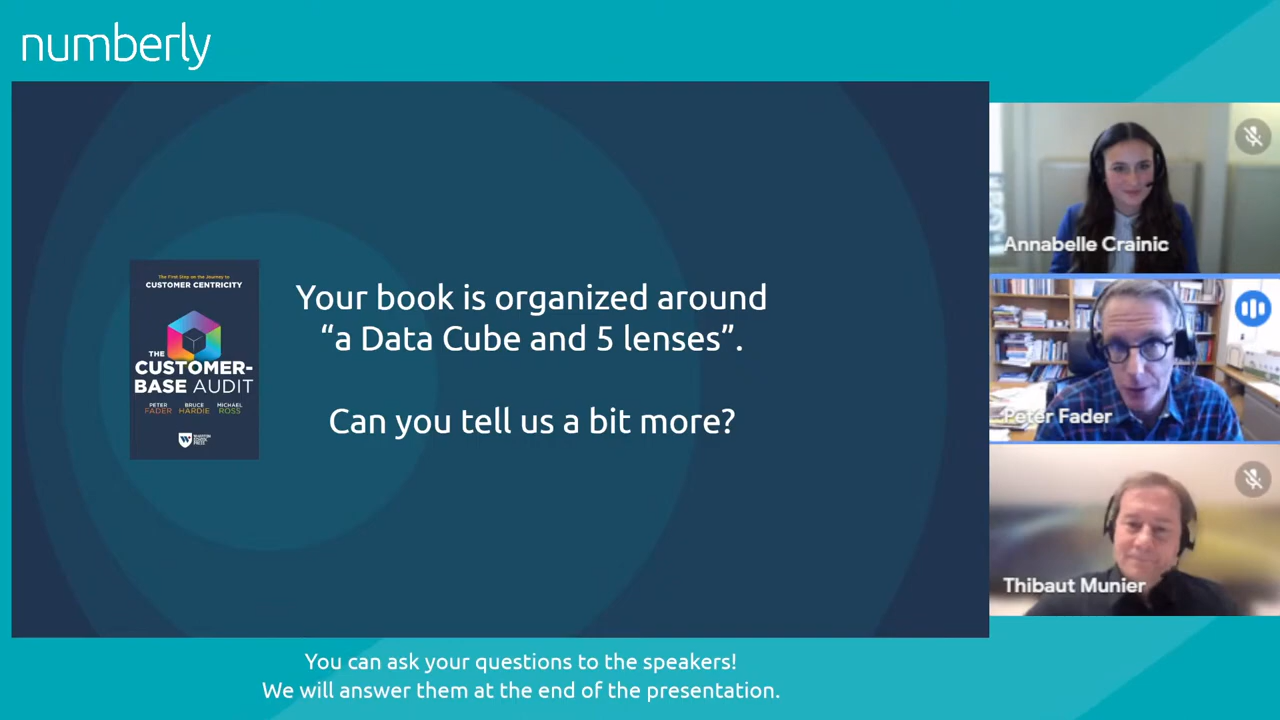 numberly
The First Step on the Journey to
CUSTOMER CENTRICITY
THE
CUSTOMER-
BASE AUDIT
PETER BRUCE MICHAEL
FADER HARDIE ROSS
WHARTON
SCHOOL
PRESS
Your book is organized around
“a Data Cube and 5 lenses”.
Can you tell us a bit more?
Annabelle Crainic
Peter Fader
Thibaut Munier
You can ask your questions to the speakers!
We will answer them at the end of the presentation.